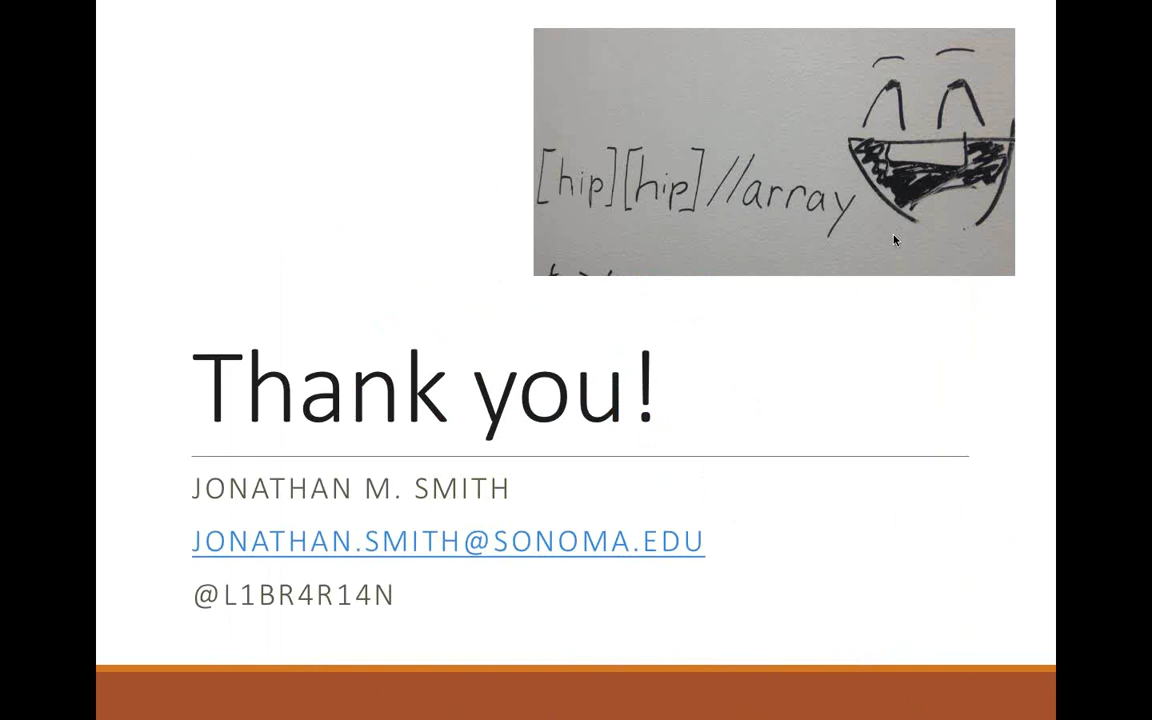 [hip][hip]//array
Thank you!
JONATHAN M. SMITH
JONATHAN.SMITH@SONOMA.EDU
@L1BR4R14N